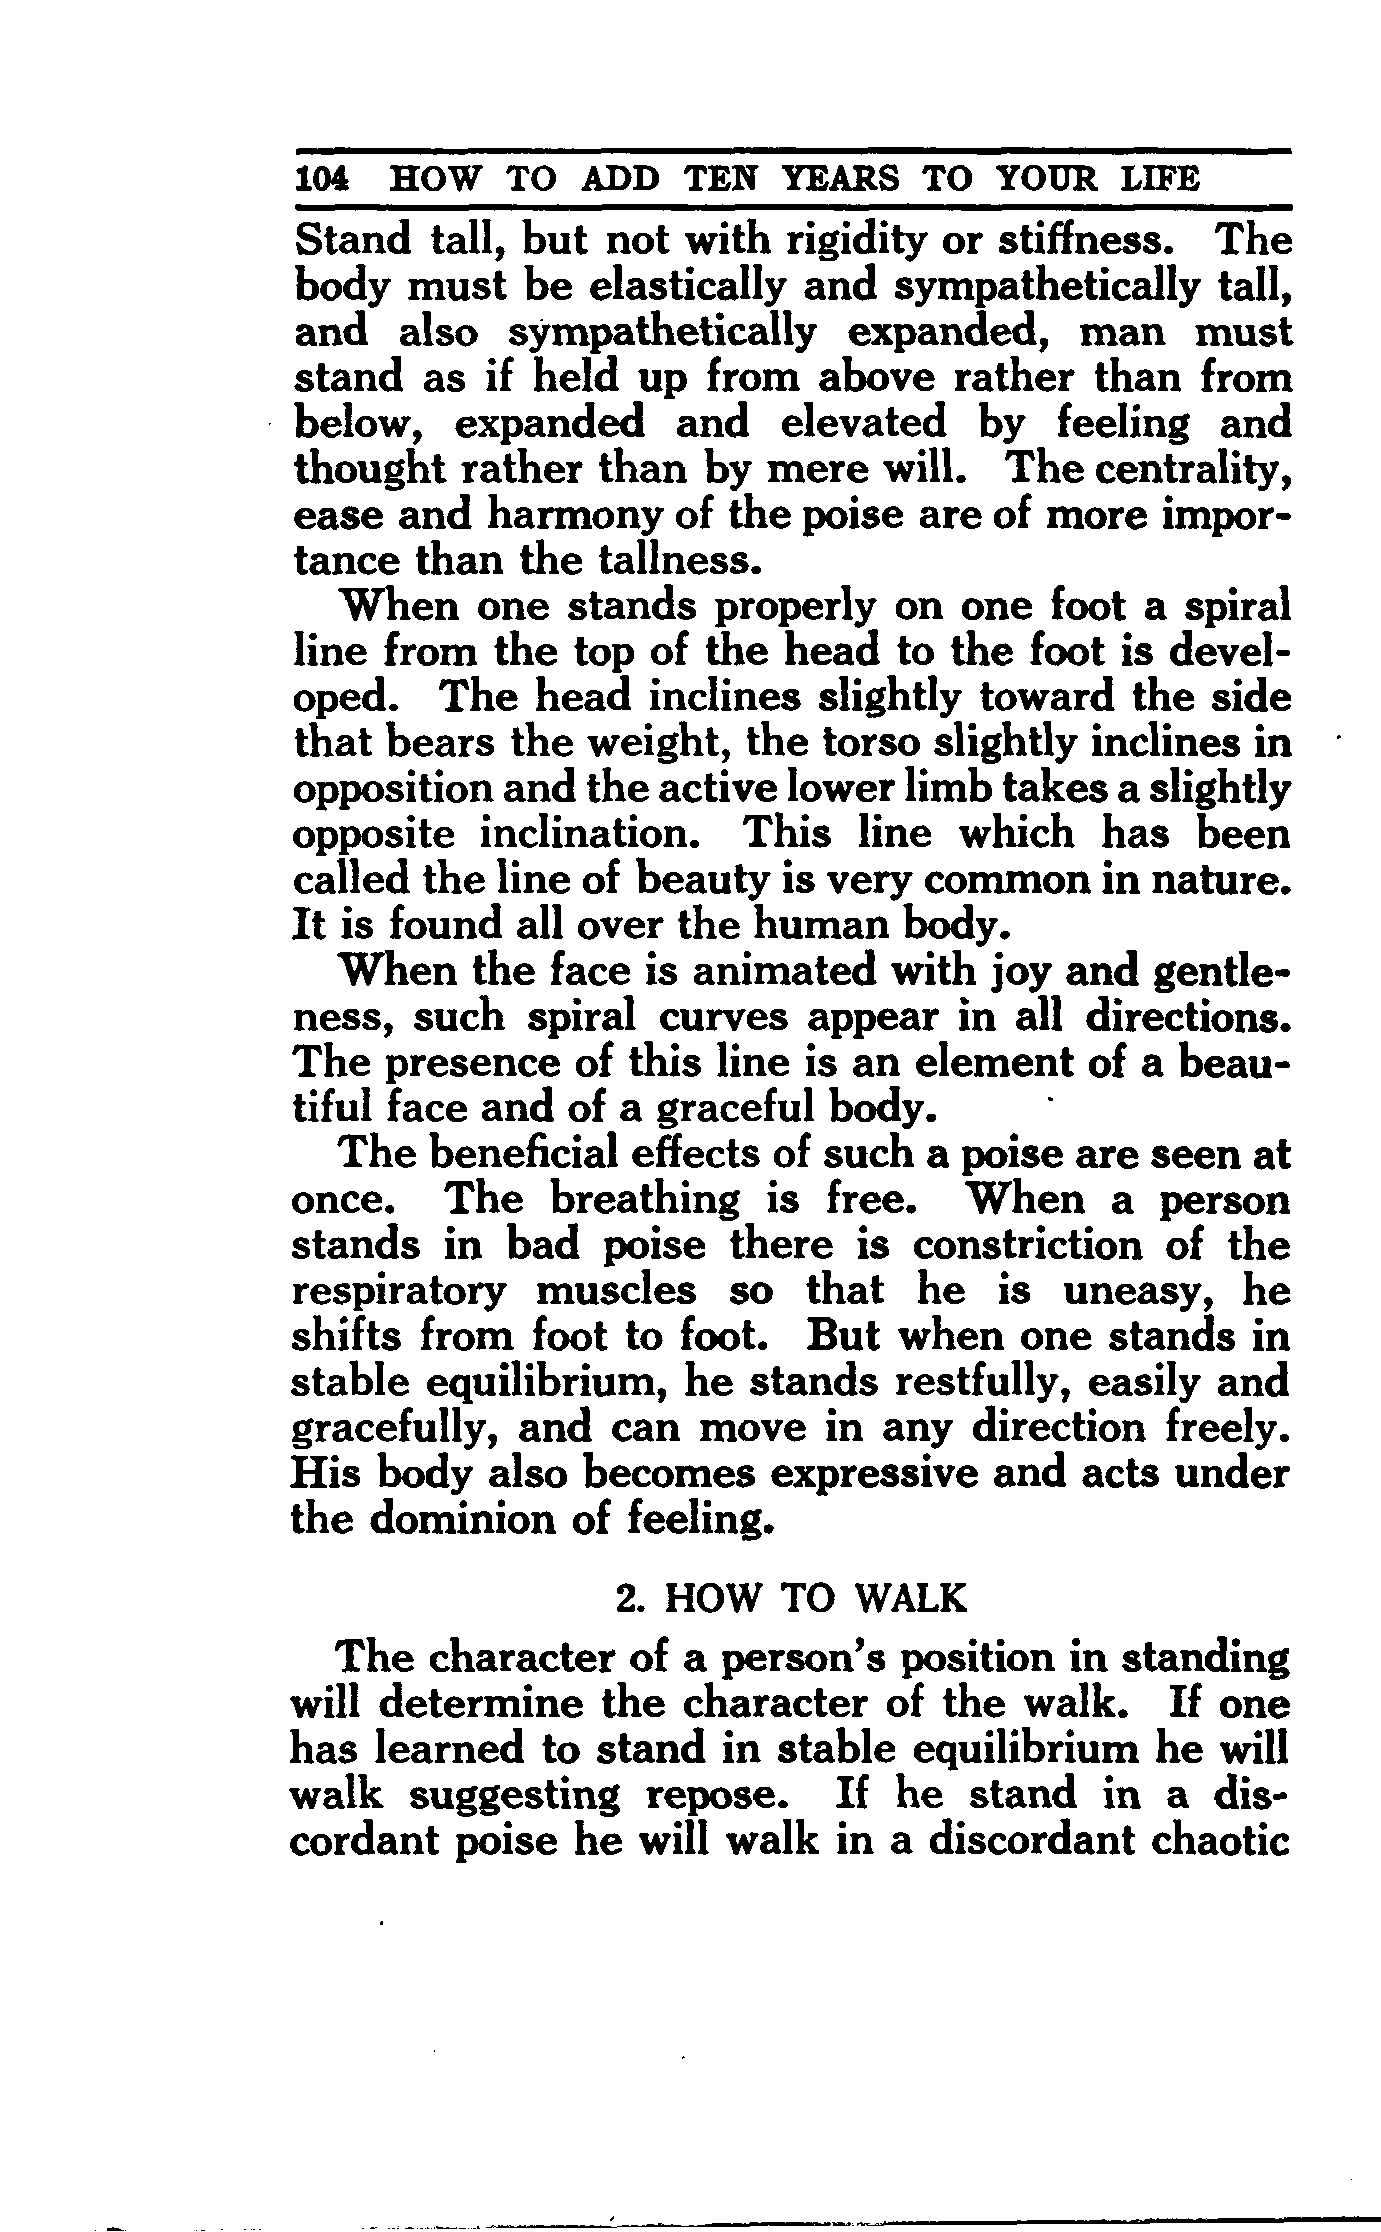 104 HOW TO ADD TEN YEARS TO YOUR LIFE
Stand tall, but not with rigidity or stiffness. The
body must be elastically and sympathetically tall,
and also sympathetically expanded, man must
stand as if held up from above rather than from
below, expanded and elevated by feeling and
thought rather than by mere will. The centrality,
ease and harmony of the poise are of more impor-
tance than the tallness.
When one stands properly on one foot a spiral
line from the top of the head to the foot is devel-
oped. The head inclines slightly toward the side
that bears the weight, the torso slightly inclines in
opposition and the active lower limb takes a slightly
opposite inclination. This line which has been
called the line of beauty is very common in nature.
It is found all over the human body.
When the face is animated with joy and gentle-
ness, such spiral curves appear in all directions.
The presence of this line is an element of a beau-
tiful face and of a graceful body.
The beneficial effects of such a poise are seen at
once. The breathing is free. When a person
stands in bad poise there is constriction of the
respiratory muscles so that he is uneasy, he
shifts from foot to foot. But when one stands in
stable equilibrium, he stands restfully, easily and
gracefully, and can move in any direction freely.
His body also becomes expressive and acts under
the dominion of feeling.
2. HOW TO WALK
The character of a person's position in standing
will determine the character of the walk. If one
has learned to stand in stable equilibrium he will
walk suggesting repose. If he stand in a dis-
cordant poise he will walk in a discordant chaotic